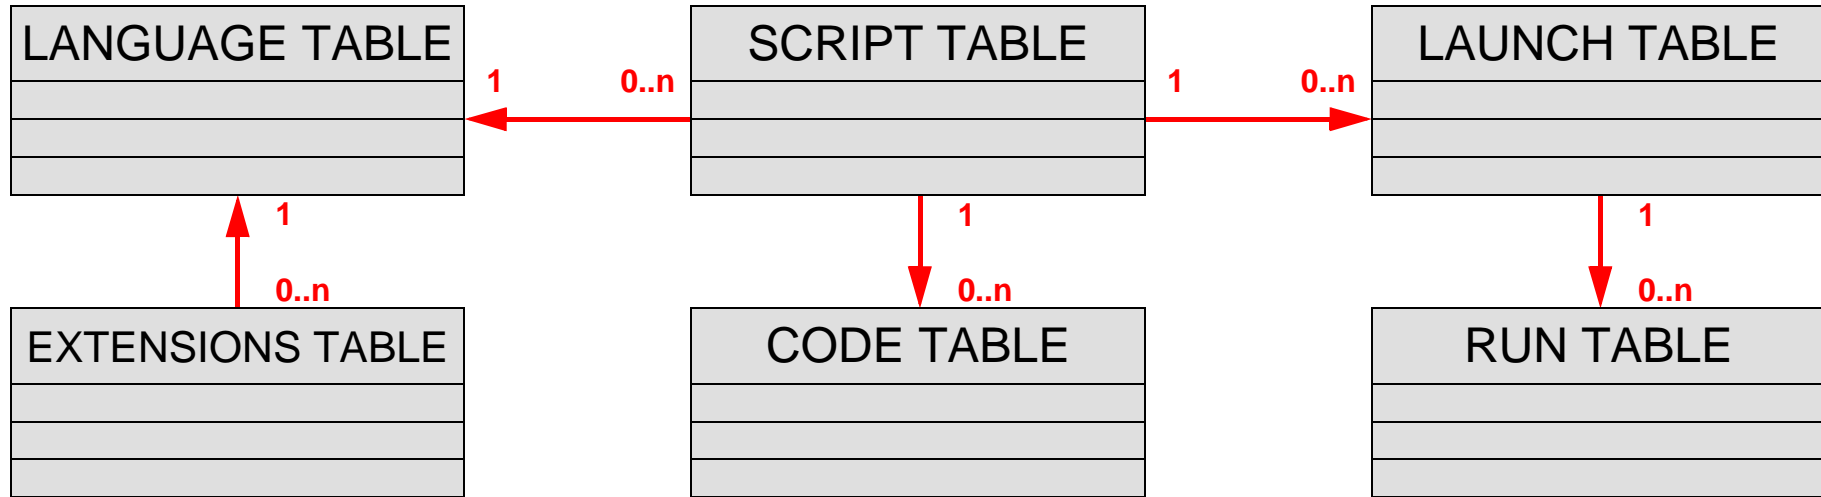 LANGUAGE TABLE
SCRIPT TABLE
LAUNCH TABLE
1
0..n
1
0..n
1
1
1
0..n
0..n
0..n
EXTENSIONS TABLE
CODE TABLE
RUN TABLE